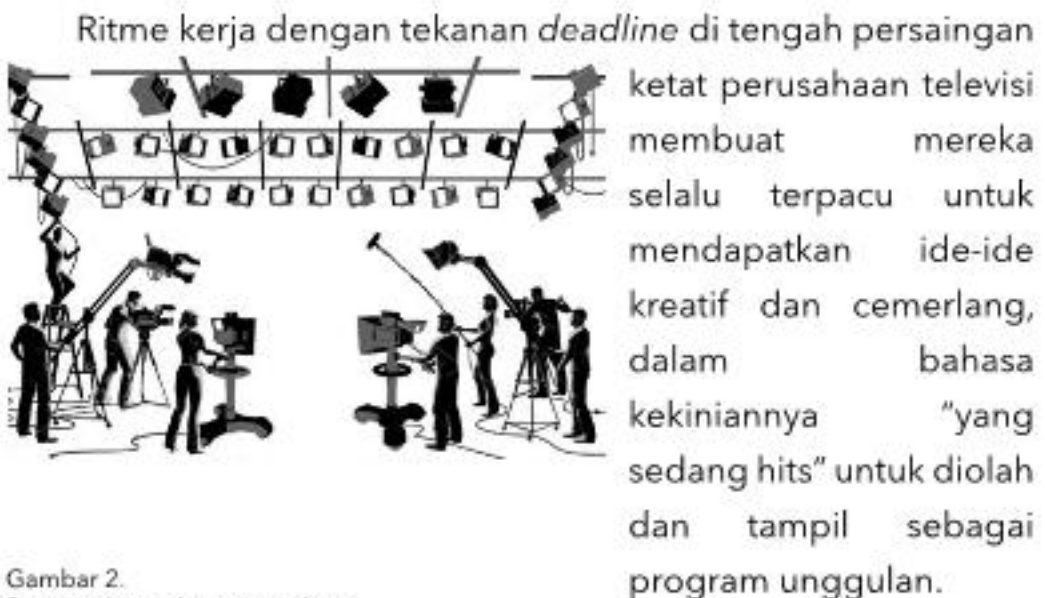 Ritme kerja dengan tekanan deadline di tengah persaingan
ketat perusahaan televisi
membuat mereka
selalu terpacu untuk
mendapatkan ide-ide
kreatif dan cemerlang,
dalam bahasa
kekiniannya "yang
sedang hits" untuk diolah
dan tampil sebagai
program unggulan.
Gambar 2.